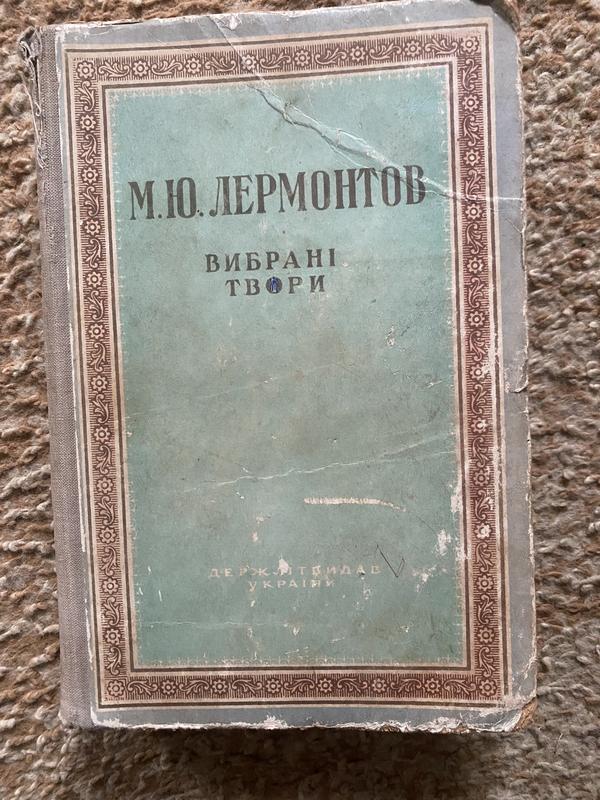 М.Ю. ЛЕРМОНТОВ
ВИБРАНІ
ТВОРИ
ДЕРЖЛІТВИДАВ
УКРАЇНИ